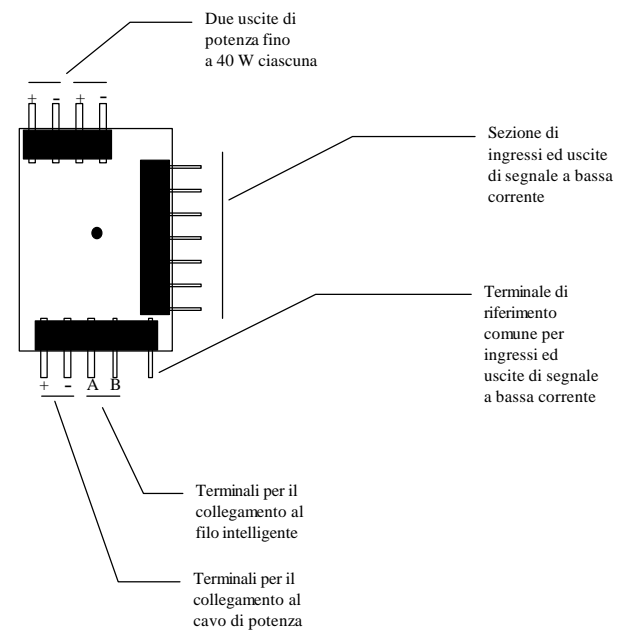 Due uscite di
potenza fino
a 40 W ciascuna
+ - + -
Sezione di
ingressi ed uscite
di segnale a bassa
corrente
Terminale di
riferimento
comune per
ingressi ed
uscite di segnale
a bassa corrente
+ - A B
Terminali per il
collegamento al
filo intelligente
Terminali per il
collegamento al
cavo di potenza